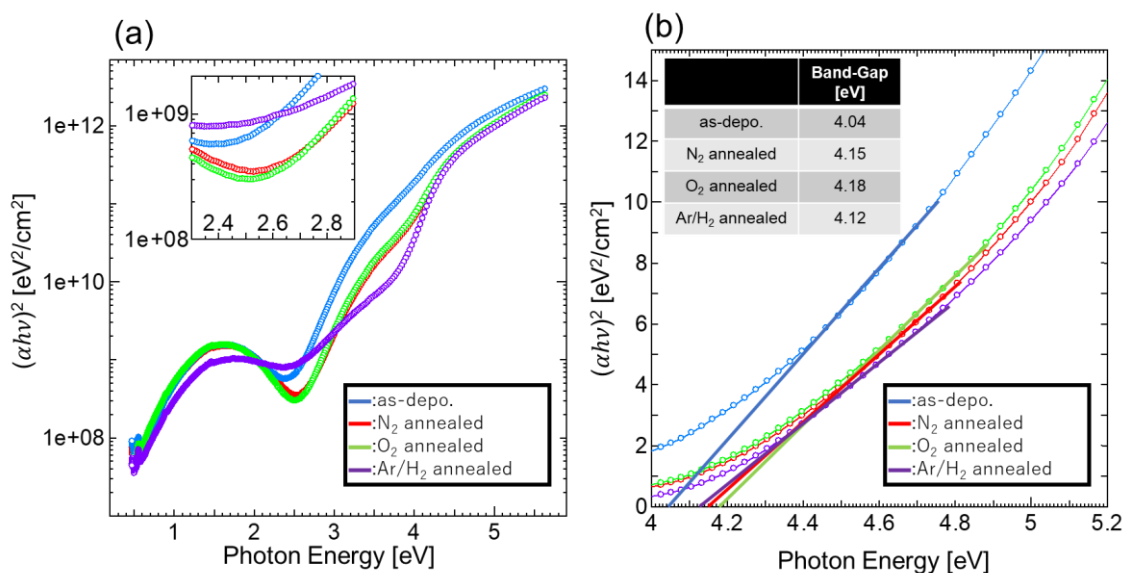 (a)
1e+12
1e+10
1e+08
(αhν)² [eV²/cm²]
1e+09
1e+08
2.4 2.6 2.8
:as-depo.
:N₂ annealed
:O₂ annealed
:Ar/H₂ annealed
1 2 3 4 5
Photon Energy [eV]
(b)
14
12
10
8
6
4
2
0
(αhν)² [eV²/cm²]
Band-Gap
[eV]
as-depo. 4.04
N₂ annealed 4.15
O₂ annealed 4.18
Ar/H₂ annealed 4.12
:as-depo.
:N₂ annealed
:O₂ annealed
:Ar/H₂ annealed
4 4.2 4.4 4.6 4.8 5 5.2
Photon Energy [eV]